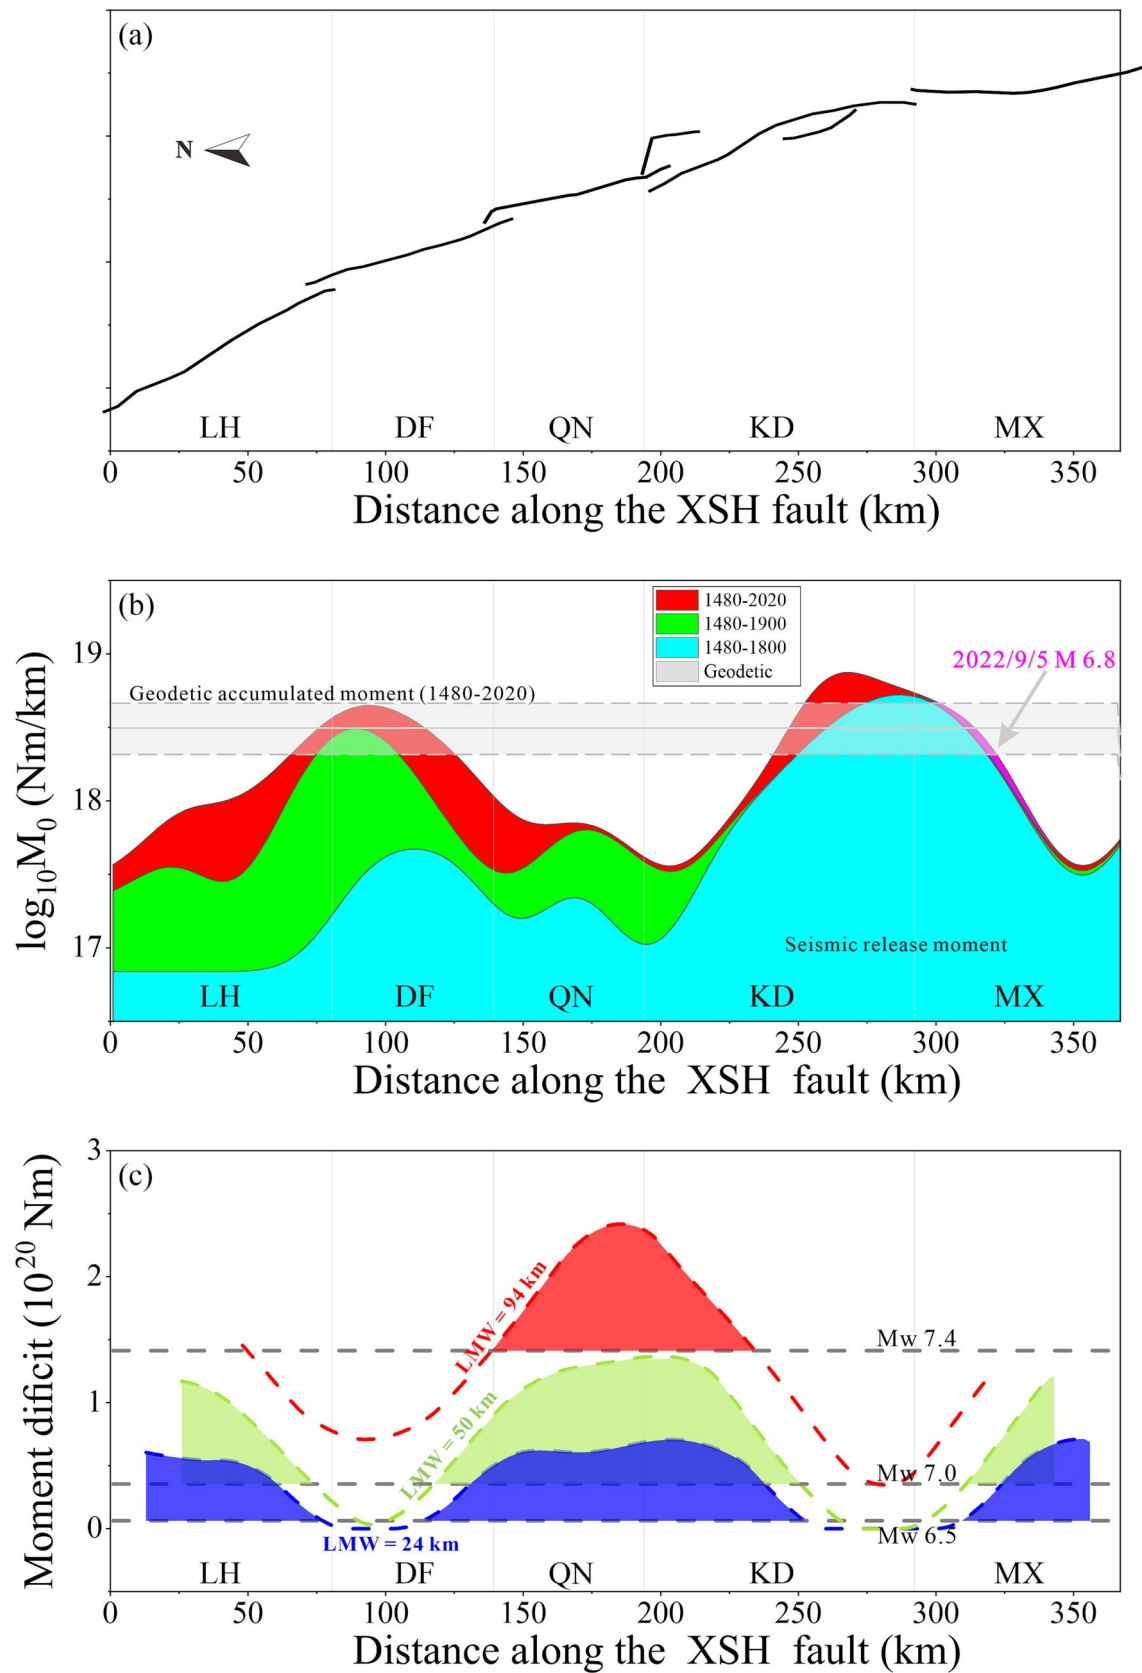 (a)
N
LH DF QN KD MX
0 50 100 150 200 250 300 350
Distance along the XSH fault (km)
(b)
1480-2020
1480-1900
1480-1800
Geodetic
2022/9/5 M 6.8
Geodetic accumulated moment (1480-2020)
19
18
17
log₁₀M₀ (Nm/km)
Seismic release moment
LH DF QN KD MX
0 50 100 150 200 250 300 350
Distance along the XSH fault (km)
(c)
3
2
1
0
Moment dificit (10²⁰ Nm)
LMW = 94 km
Mw 7.4
LMW = 50 km
Mw 7.0
Mw 6.5
LMW = 24 km
LH DF QN KD MX
0 50 100 150 200 250 300 350
Distance along the XSH fault (km)